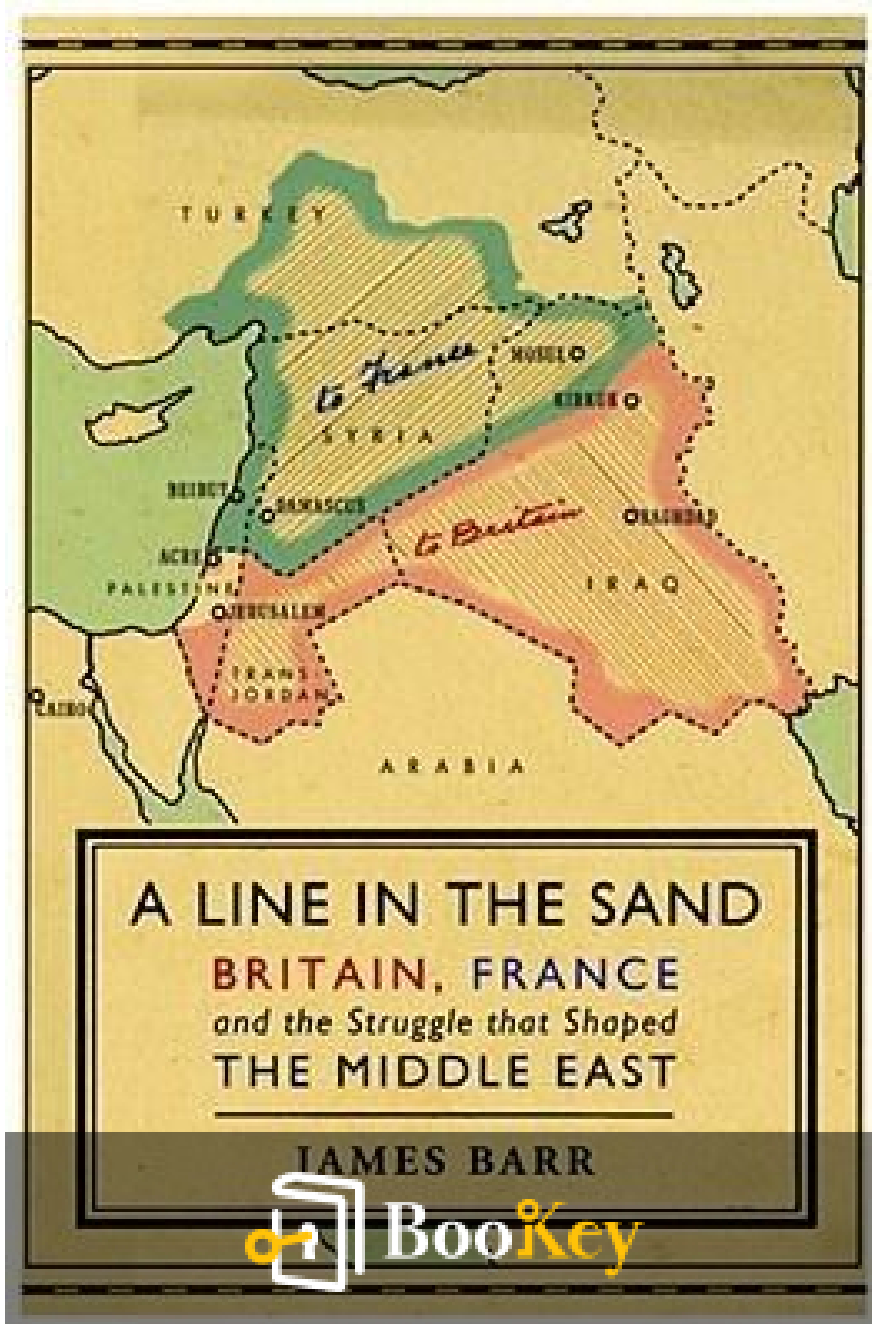 TURKEY
to France
MOSUL
KIRKUK
SYRIA
BEIRUT
DAMASCUS
to Britain
BAGHDAD
ACRE
PALESTINE
IRAQ
JERUSALEM
TRANS-
JORDAN
CAIRO
ARABIA
A LINE IN THE SAND
BRITAIN, FRANCE
and the Struggle that Shaped
THE MIDDLE EAST
JAMES BARR
BooKey